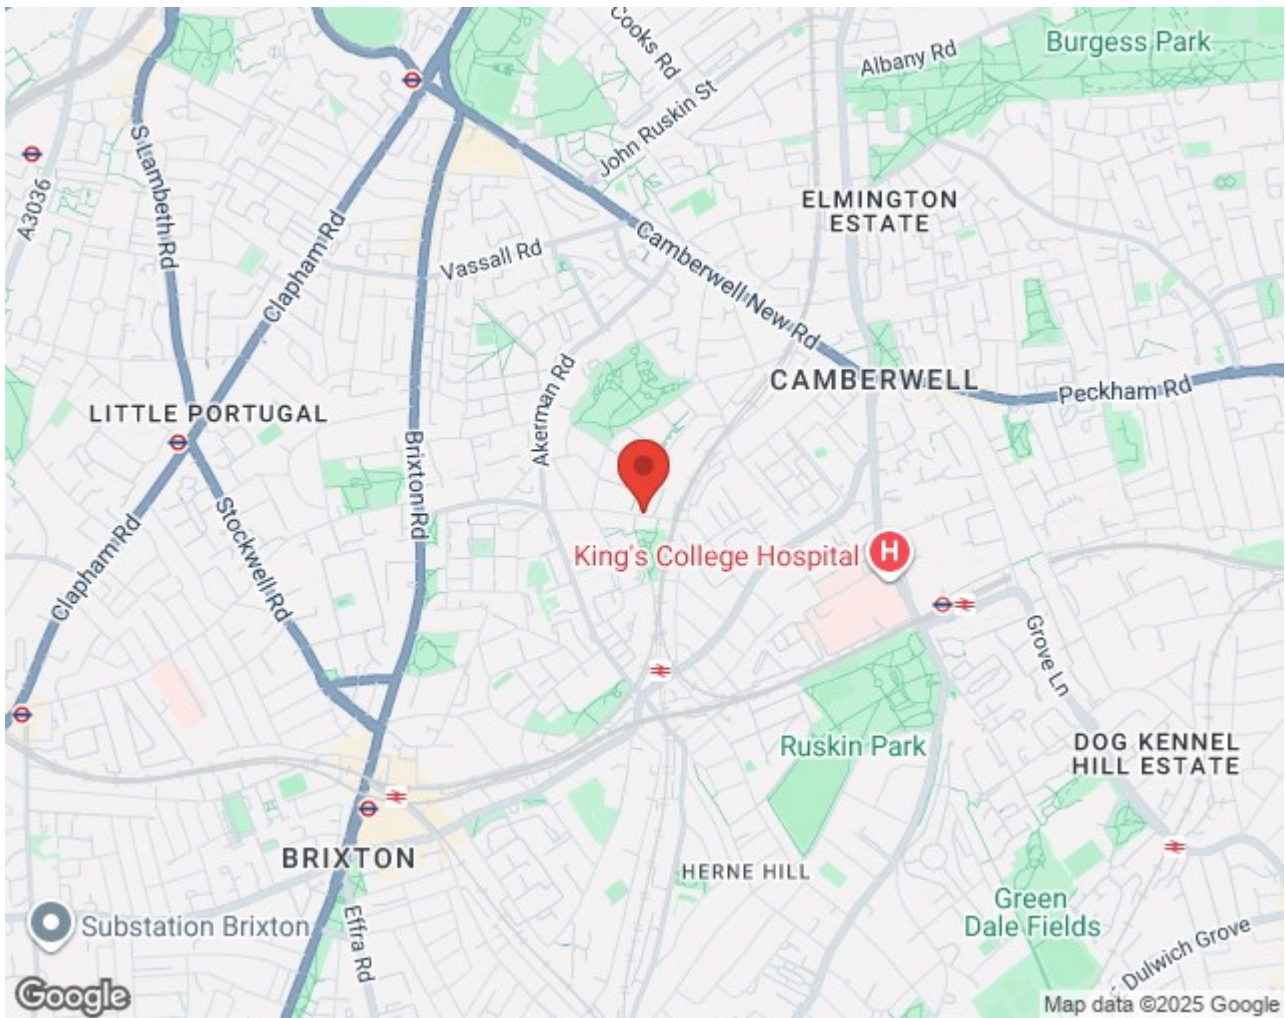 Cooks Rd
Albany Rd
Burgess Park
John Ruskin St
A3036
S Lambeth Rd
Clapham Rd
Vassall Rd
ELMINGTON
ESTATE
Camberwell New Rd
CAMBERWELL
Peckham Rd
Akerman Rd
LITTLE PORTUGAL
Brixton Rd
Stockwell Rd
Clapham Rd
King's College Hospital
H
Grove Ln
Ruskin Park
DOG KENNEL
HILL ESTATE
BRIXTON
HERNE HILL
Green
Dale Fields
Substation Brixton
Effra Rd
Dulwich Grove
Google
Map data ©2025 Google